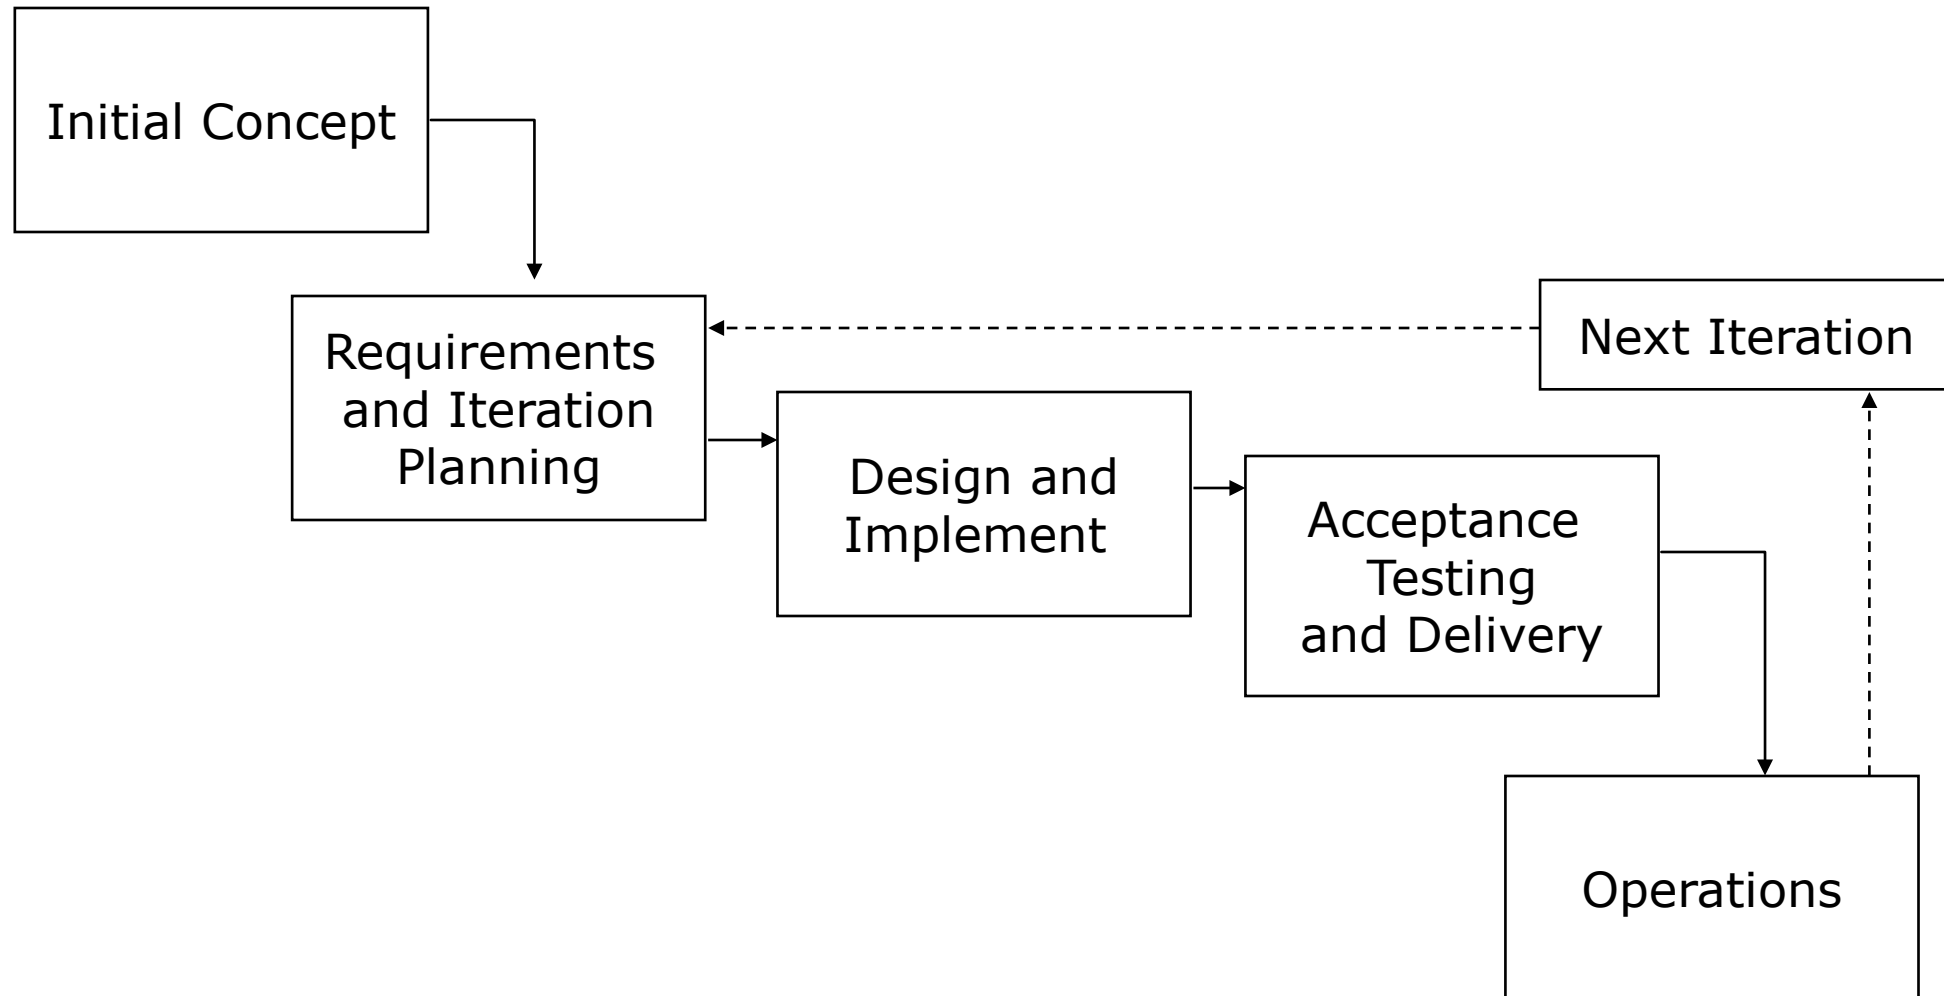 Initial Concept
Requirements
and Iteration
Planning
Next Iteration
Design and
Implement
Acceptance
Testing
and Delivery
Operations